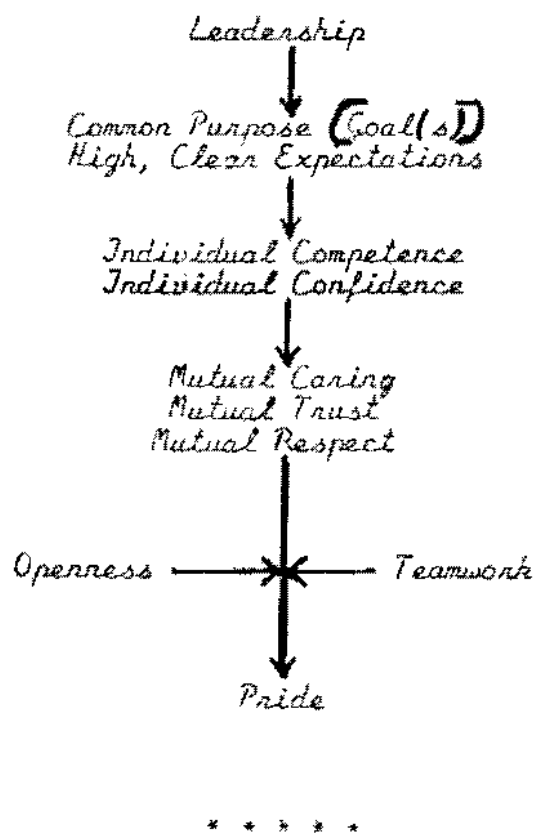 Leadership
Common Purpose (Goal(s))
High, Clear Expectations
Individual Competence
Individual Confidence
Mutual Caring
Mutual Trust
Mutual Respect
Openness
Teamwork
Pride
* * * * *